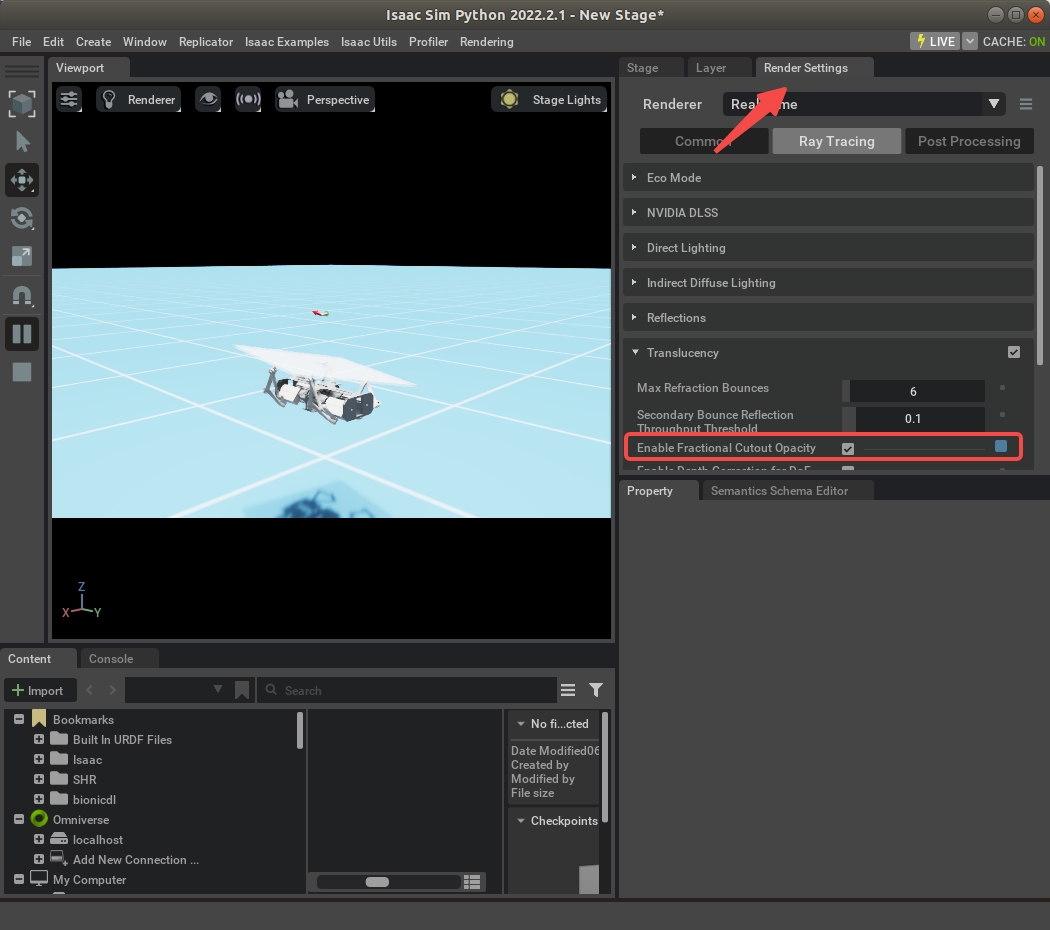 Isaac Sim Python 2022.2.1 - New Stage*
File Edit Create Window Replicator Isaac Examples Isaac Utils Profiler Rendering
LIVE CACHE: ON
Viewport
Stage Layer Render Settings
Renderer Perspective Stage Lights
Renderer
Common Ray Tracing Post Processing
Eco Mode
NVIDIA DLSS
Direct Lighting
Indirect Diffuse Lighting
Reflections
Translucency
Max Refraction Bounces 6
Secondary Bounce Reflection
Throughput Threshold 0.1
Enable Fractional Cutout Opacity
Enable Depth Correction for DoF
Property Semantics Schema Editor
Z
X Y
Content Console
Import Search
Bookmarks
Built In URDF Files
Isaac
SHR
bionicdl
Omniverse
localhost
Add New Connection ...
My Computer
No fi...cted
Date Modified06
Created by
Modified by
File size
Checkpoints